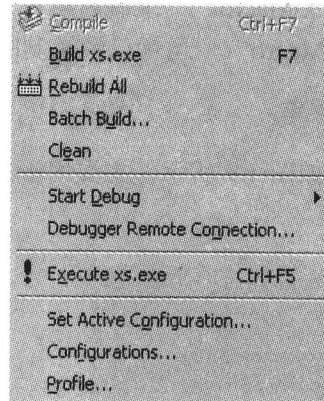 Compile Ctrl+F7
Build xs.exe F7
Rebuild All
Batch Build...
Clean
Start Debug
Debugger Remote Connection...
Execute xs.exe Ctrl+F5
Set Active Configuration...
Configurations...
Profile...